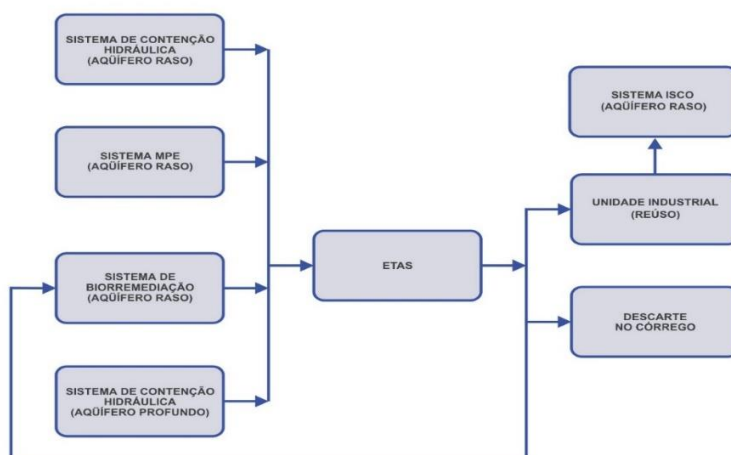 SISTEMA DE CONTENÇÃO
HIDRÁULICA
(AQÜÍFERO RASO)
SISTEMA MPE
(AQÜÍFERO RASO)
SISTEMA DE
BIORREMEDIAÇÃO
(AQÜÍFERO RASO)
SISTEMA DE CONTENÇÃO
HIDRÁULICA
(AQÜÍFERO PROFUNDO)
ETAS
SISTEMA ISCO
(AQÜÍFERO RASO)
UNIDADE INDUSTRIAL
(REÚSO)
DESCARTE
NO CÓRREGO